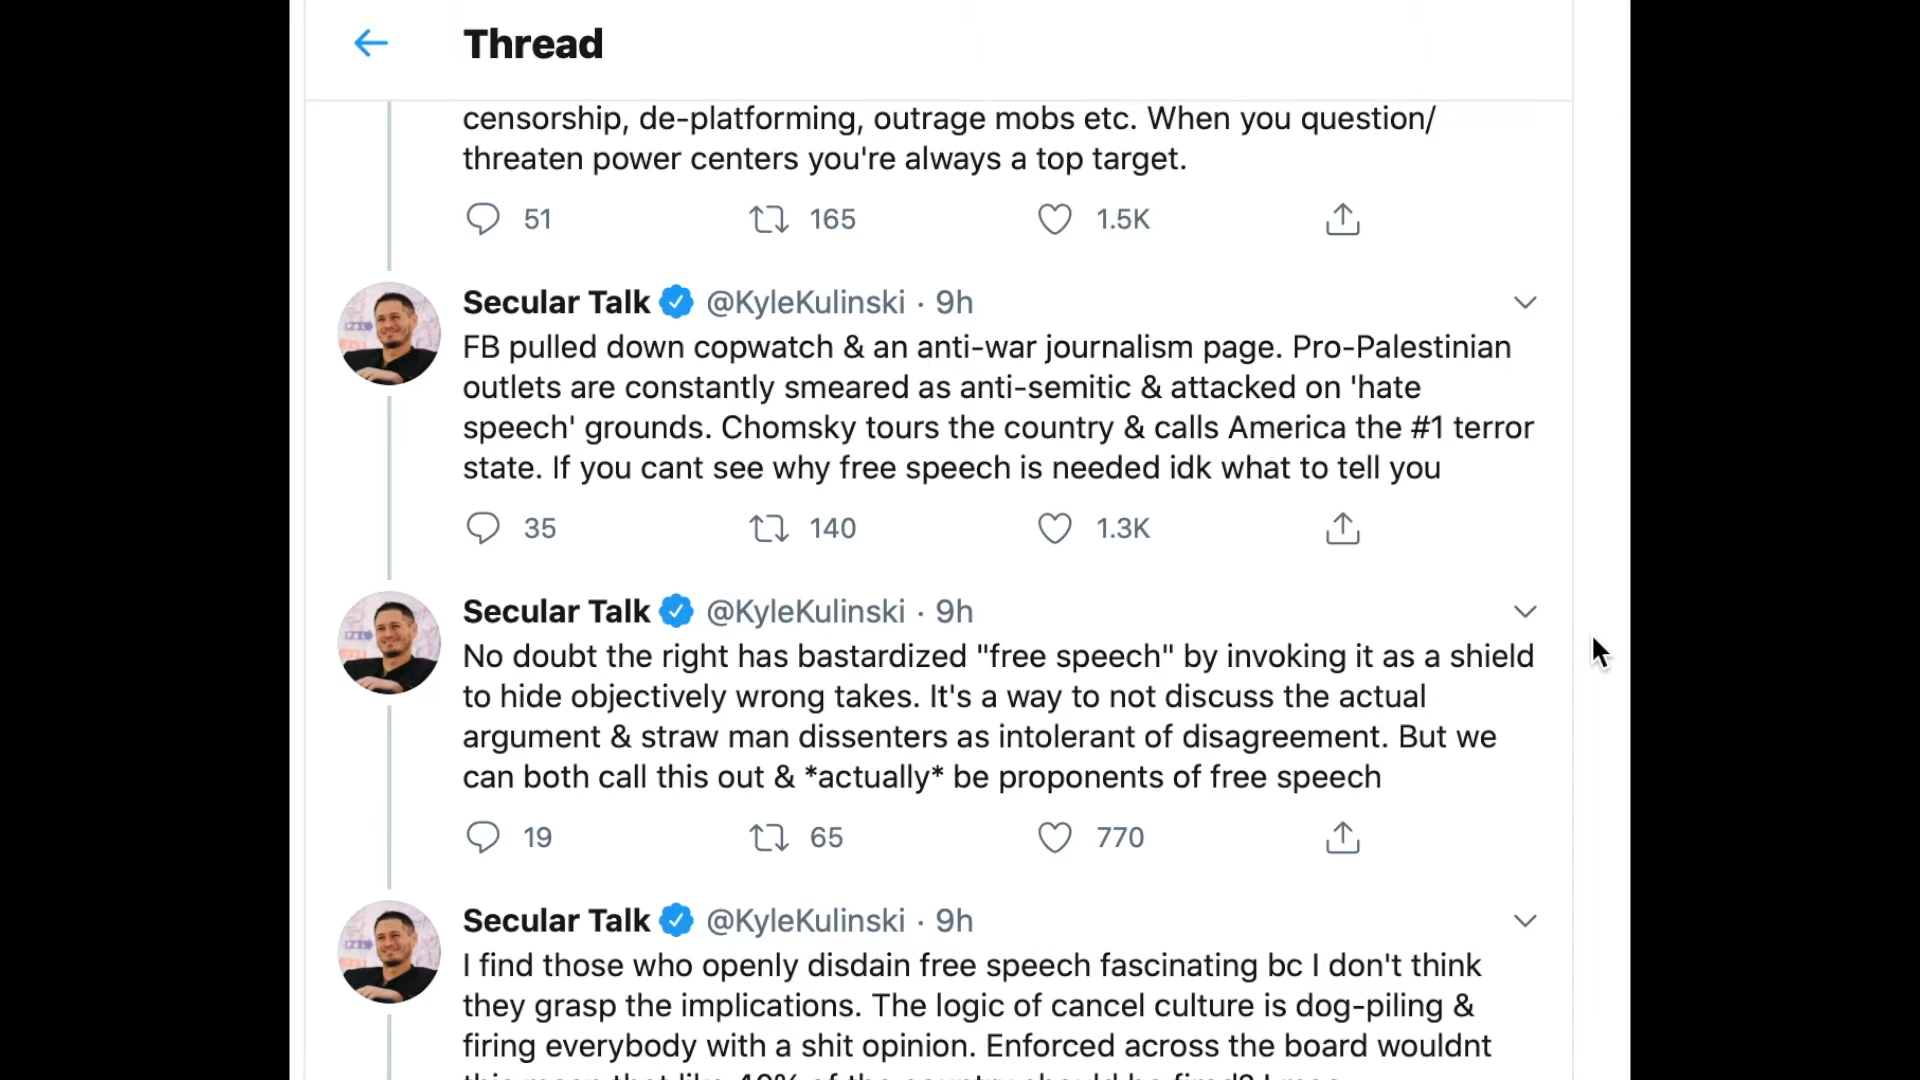 Thread
censorship, de-platforming, outrage mobs etc. When you question/
threaten power centers you're always a top target.
51 165 1.5K
Secular Talk @KyleKulinski · 9h
FB pulled down copwatch & an anti-war journalism page. Pro-Palestinian
outlets are constantly smeared as anti-semitic & attacked on 'hate
speech' grounds. Chomsky tours the country & calls America the #1 terror
state. If you cant see why free speech is needed idk what to tell you
35 140 1.3K
Secular Talk @KyleKulinski · 9h
No doubt the right has bastardized "free speech" by invoking it as a shield
to hide objectively wrong takes. It's a way to not discuss the actual
argument & straw man dissenters as intolerant of disagreement. But we
can both call this out & *actually* be proponents of free speech
19 65 770
Secular Talk @KyleKulinski · 9h
I find those who openly disdain free speech fascinating bc I don't think
they grasp the implications. The logic of cancel culture is dog-piling &
firing everybody with a shit opinion. Enforced across the board wouldnt